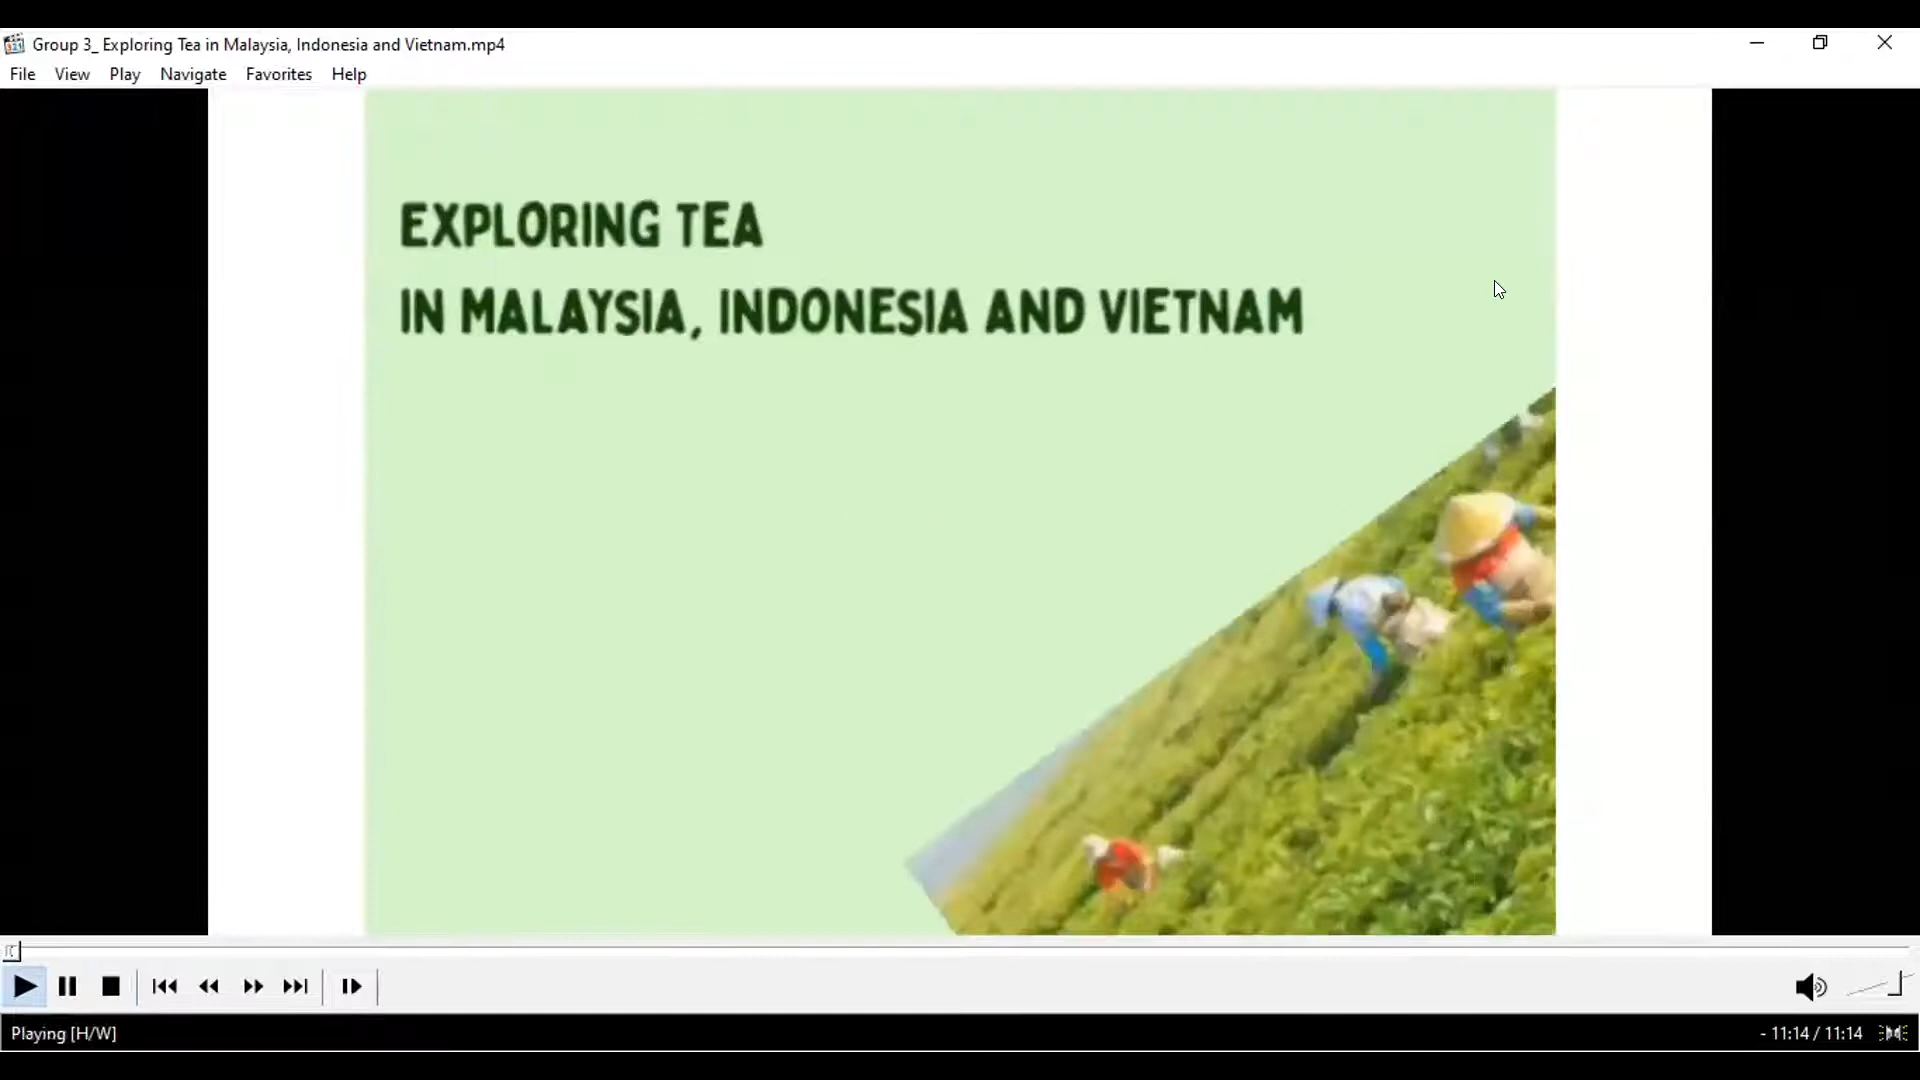 Group 3_ Exploring Tea in Malaysia, Indonesia and Vietnam.mp4
File View Play Navigate Favorites Help
EXPLORING TEA
IN MALAYSIA, INDONESIA AND VIETNAM
Playing [H/W]
- 11:14 / 11:14